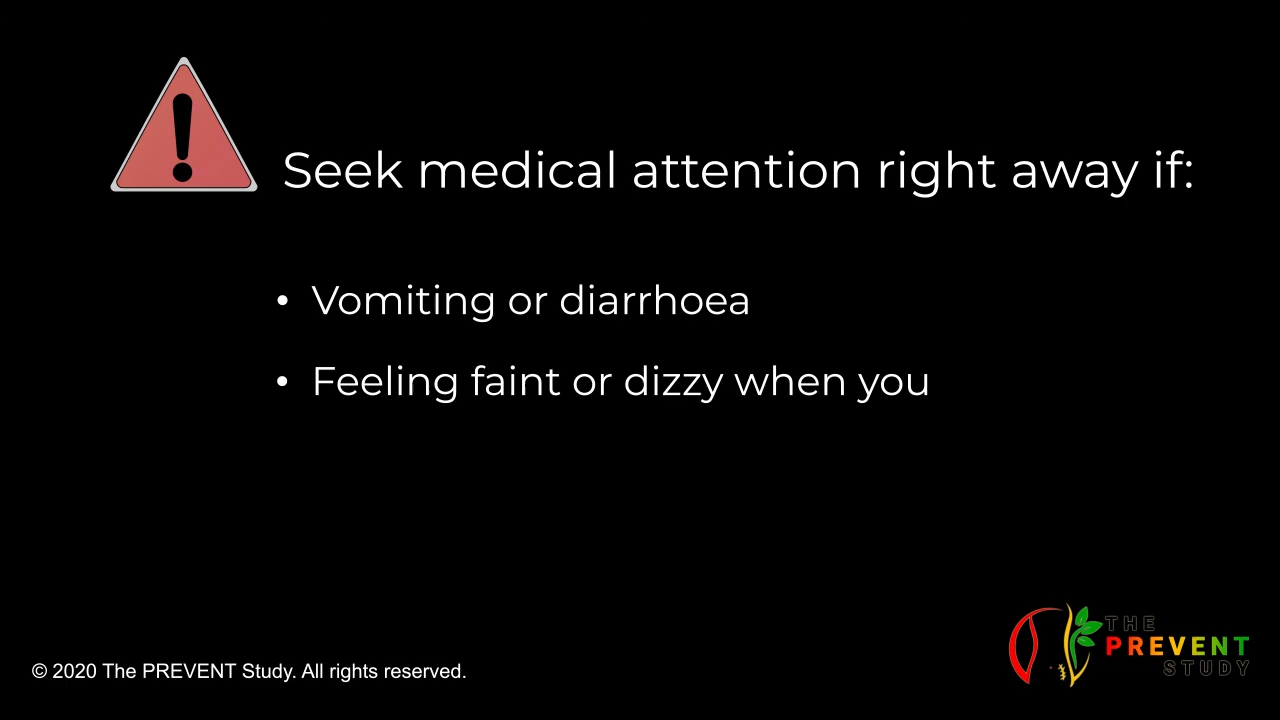 Seek medical attention right away if:
• Vomiting or diarrhoea
• Feeling faint or dizzy when you
THE
PREVENT
STUDY
© 2020 The PREVENT Study. All rights reserved.